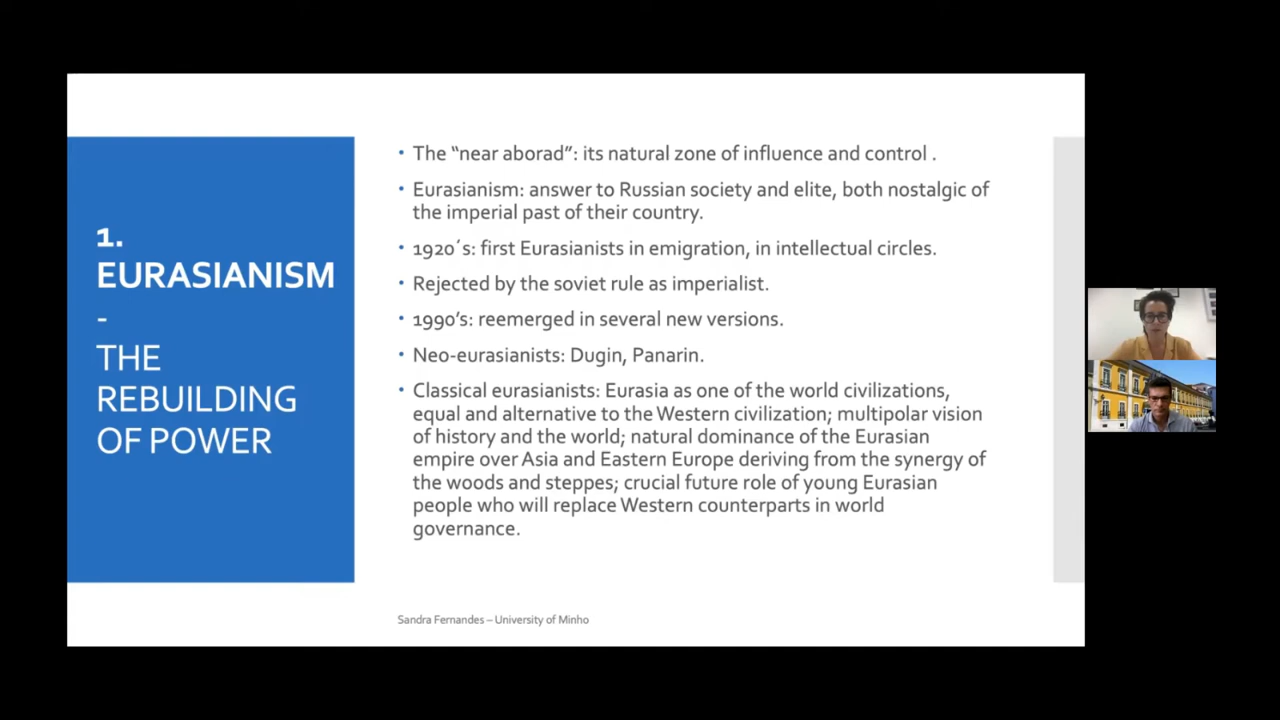 1.
EURASIANISM
-
THE
REBUILDING
OF POWER
• The “near aborad”: its natural zone of influence and control .
• Eurasianism: answer to Russian society and elite, both nostalgic of
the imperial past of their country.
• 1920´s: first Eurasianists in emigration, in intellectual circles.
• Rejected by the soviet rule as imperialist.
• 1990’s: reemerged in several new versions.
• Neo-eurasianists: Dugin, Panarin.
• Classical eurasianists: Eurasia as one of the world civilizations,
equal and alternative to the Western civilization; multipolar vision
of history and the world; natural dominance of the Eurasian
empire over Asia and Eastern Europe deriving from the synergy of
the woods and steppes; crucial future role of young Eurasian
people who will replace Western counterparts in world
governance.
Sandra Fernandes – University of Minho